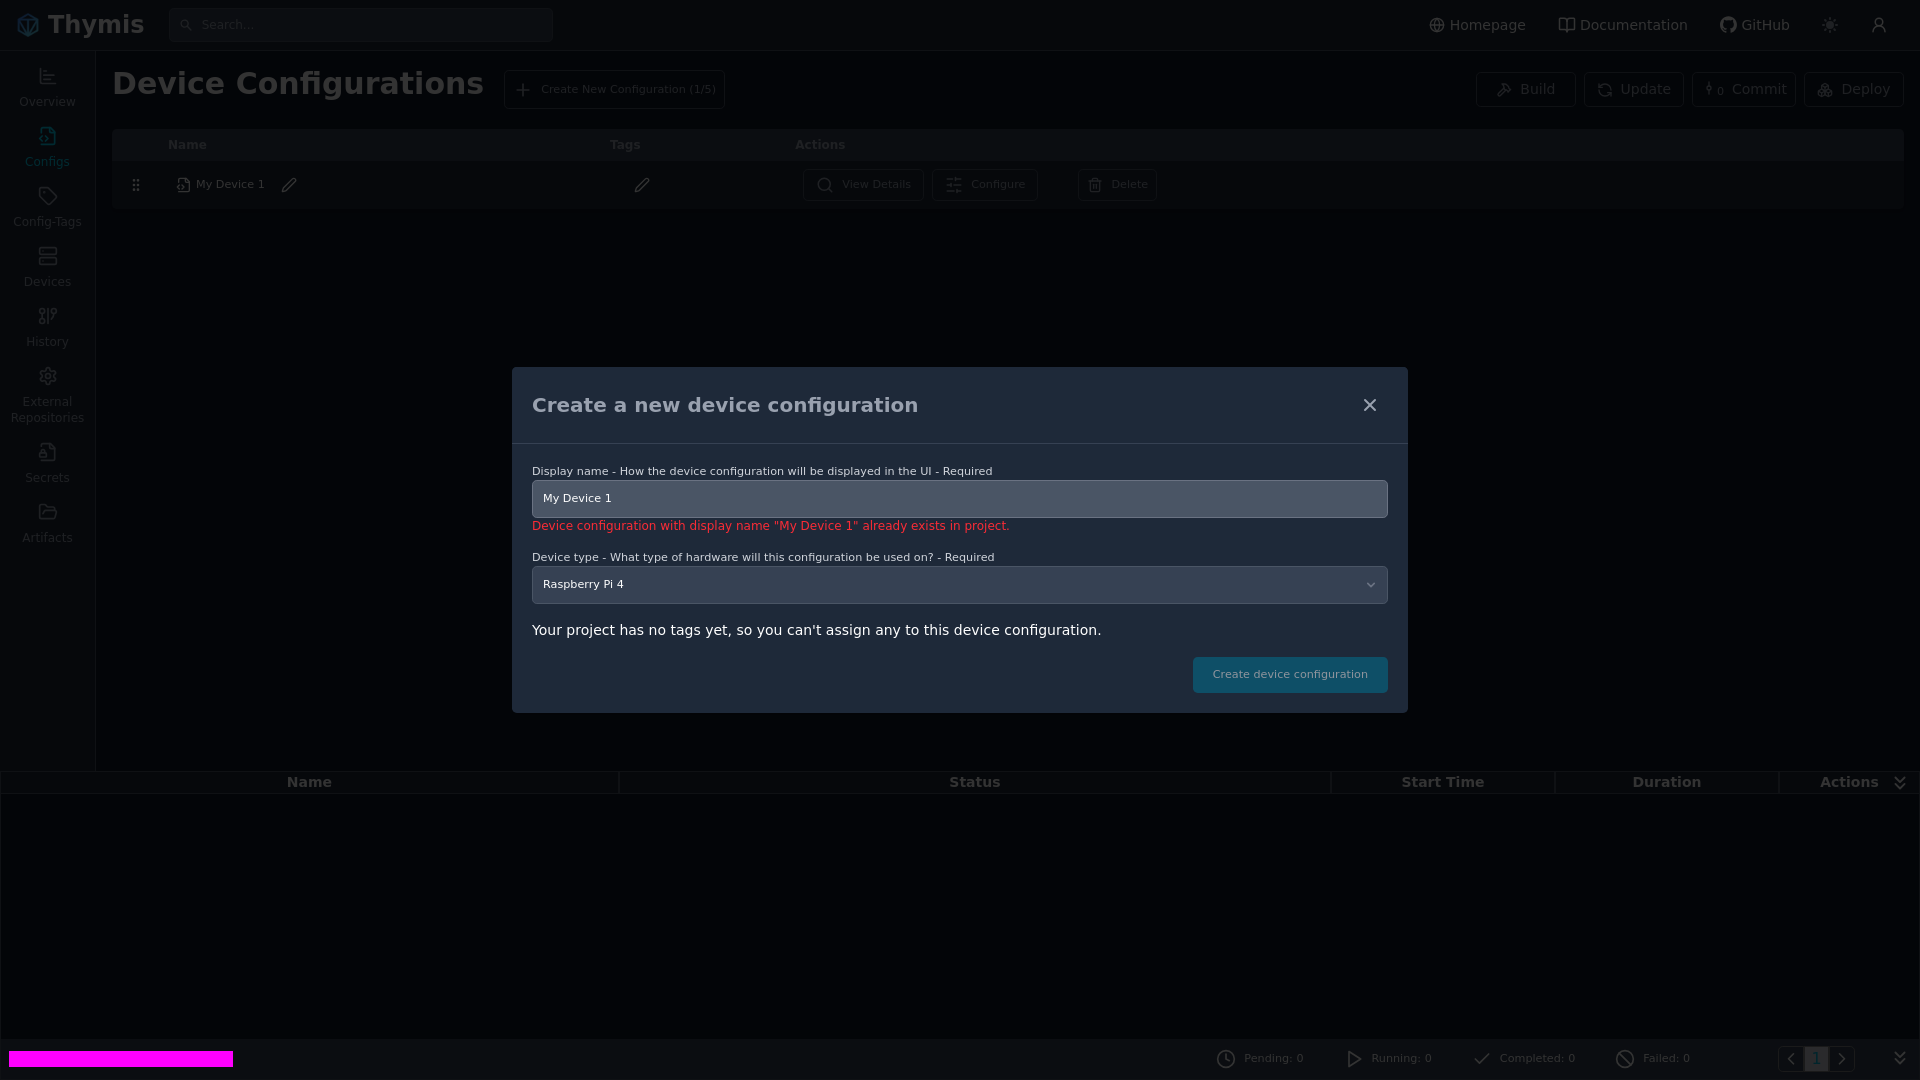 Thymis
Search...
Homepage
Documentation
GitHub
Overview
Configs
Config-Tags
Devices
History
External
Repositories
Secrets
Artifacts
Device Configurations
Create New Configuration (1/5)
Build
Update
0 Commit
Deploy
Name Tags Actions
My Device 1
View Details
Configure
Delete
Create a new device configuration
Display name - How the device configuration will be displayed in the UI - Required
My Device 1
Device configuration with display name "My Device 1" already exists in project.
Device type - What type of hardware will this configuration be used on? - Required
Raspberry Pi 4
Your project has no tags yet, so you can't assign any to this device configuration.
Create device configuration
Name Status Start Time Duration Actions
Pending: 0
Running: 0
Completed: 0
Failed: 0
1